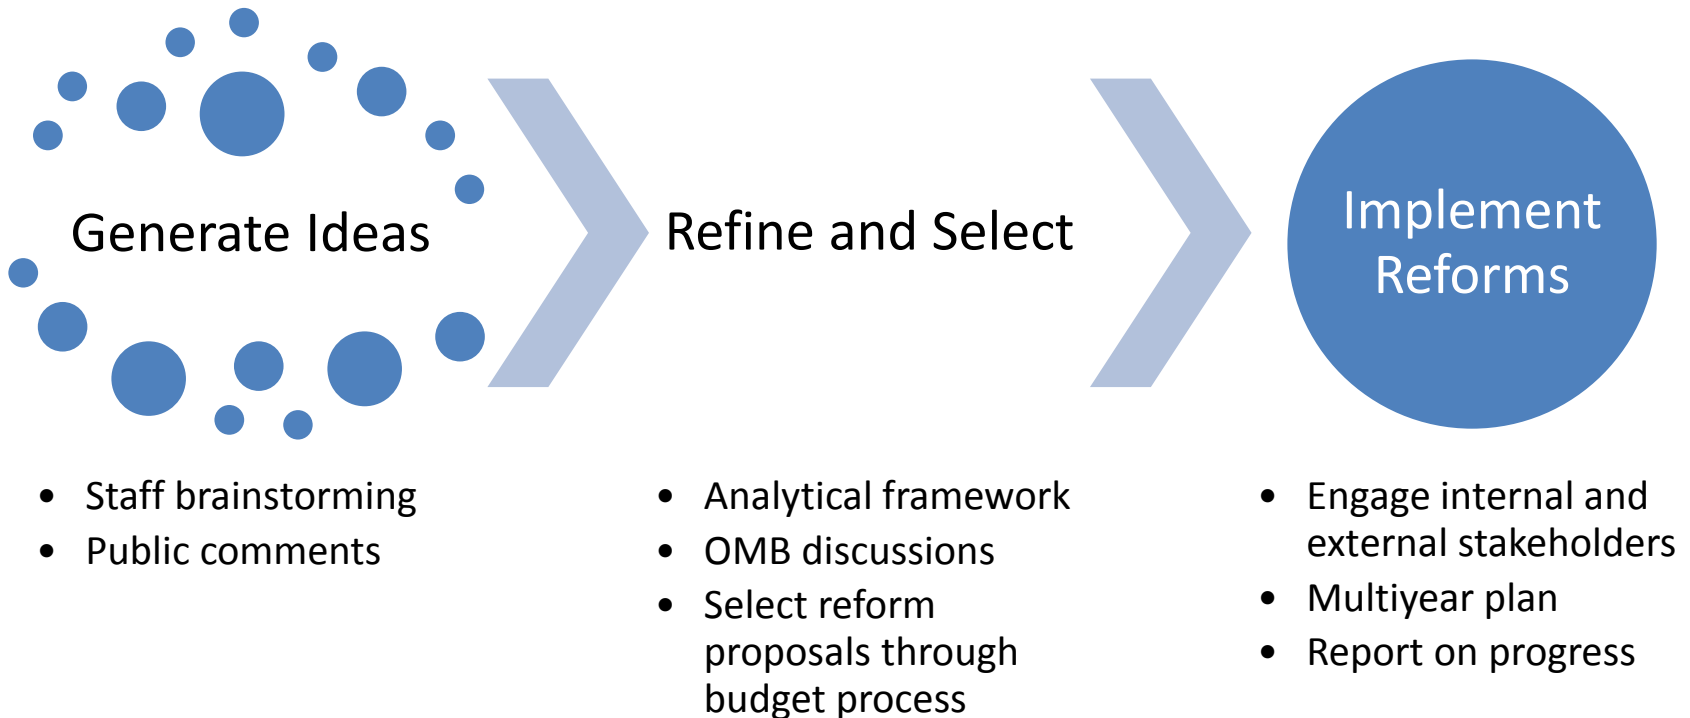 Generate Ideas
• Staff brainstorming
• Public comments
Refine and Select
• Analytical framework
• OMB discussions
• Select reform
proposals through
budget process
Implement
Reforms
• Engage internal and
external stakeholders
• Multiyear plan
• Report on progress